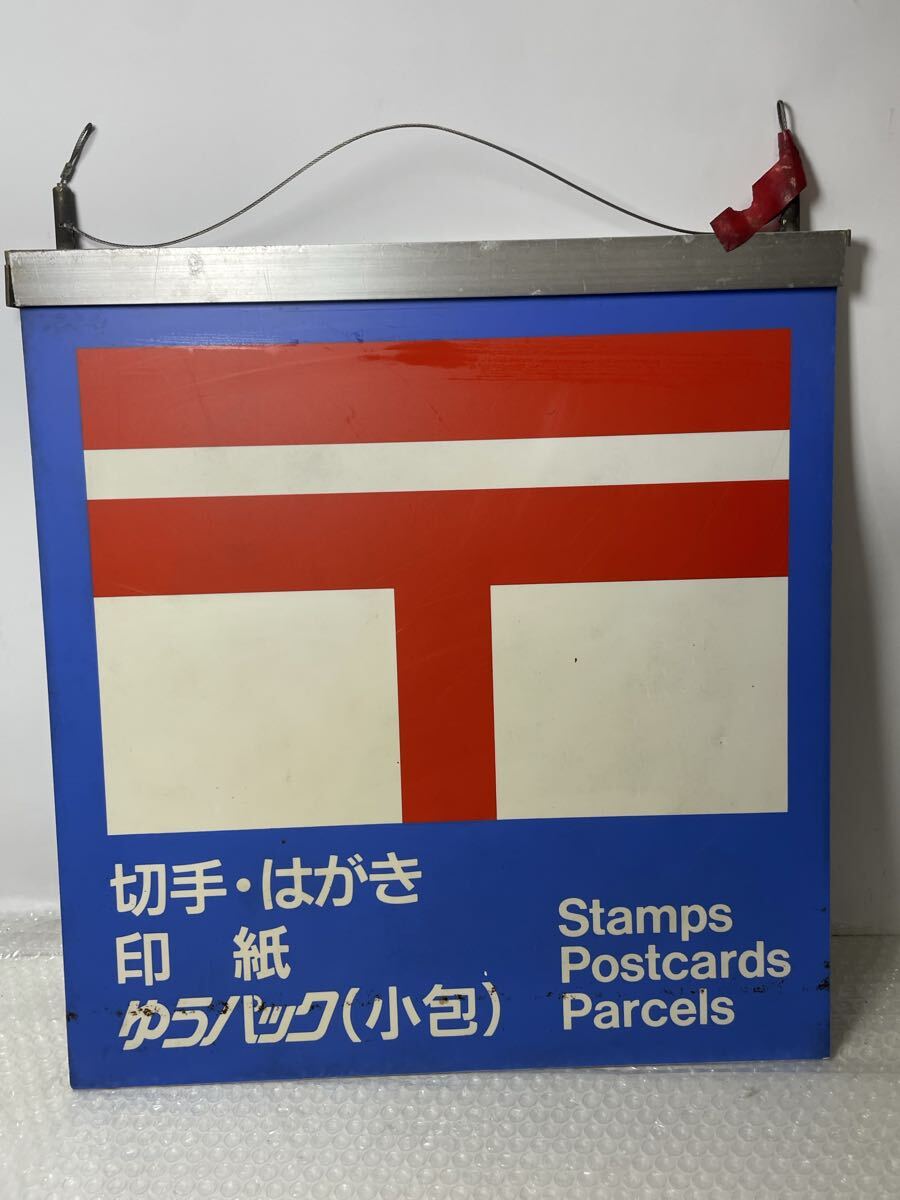 切手・はがき
印　紙
ゆうパック(小包)
Stamps
Postcards
Parcels